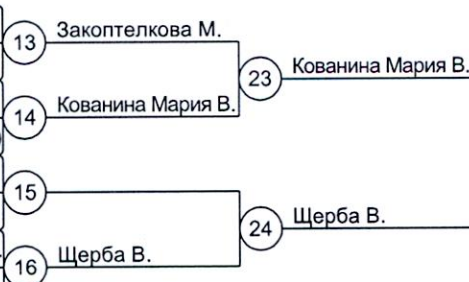 13 Закоптелкова М.
23 Кованина Мария В.
14 Кованина Мария В.
15
24 Щерба В.
16 Щерба В.